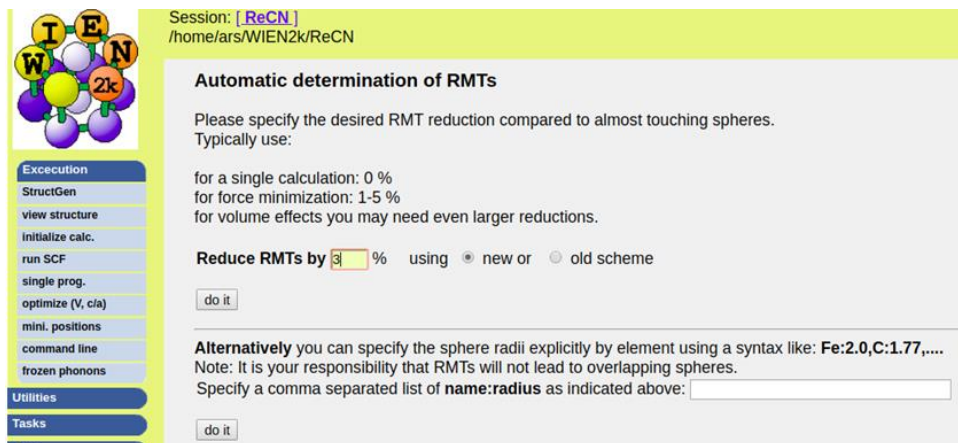 WIEN
2k
Session: [ ReCN ]
/home/ars/WIEN2k/ReCN
Excecution
StructGen
view structure
initialize calc.
run SCF
single prog.
optimize (V, c/a)
mini. positions
command line
frozen phonons
Utilities
Tasks
Automatic determination of RMTs
Please specify the desired RMT reduction compared to almost touching spheres.
Typically use:
for a single calculation: 0 %
for force minimization: 1-5 %
for volume effects you may need even larger reductions.
Reduce RMTs by 3 % using new or old scheme
do it
Alternatively you can specify the sphere radii explicitly by element using a syntax like: Fe:2.0,C:1.77,....
Note: It is your responsibility that RMTs will not lead to overlapping spheres.
Specify a comma separated list of name:radius as indicated above:
do it